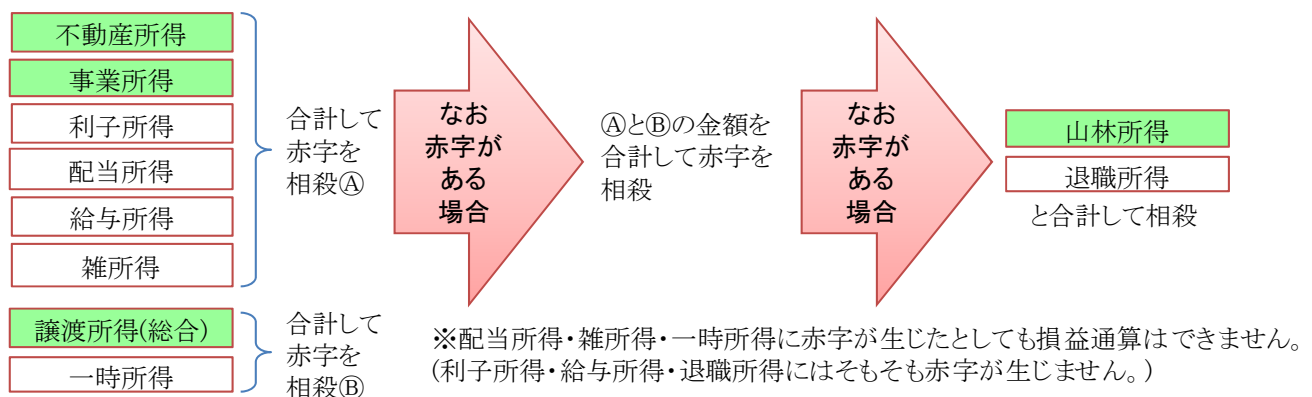 不動産所得
事業所得
利子所得
配当所得
給与所得
雑所得
合計して
赤字を
相殺Ⓐ
譲渡所得(総合)
一時所得
合計して
赤字を
相殺Ⓑ
なお
赤字が
ある
場合
ⒶとⒷの金額を
合計して赤字を
相殺
なお
赤字が
ある
場合
山林所得
退職所得
と合計して相殺
※配当所得・雑所得・一時所得に赤字が生じたとしても損益通算はできません。
(利子所得・給与所得・退職所得にはそもそも赤字が生じません。)